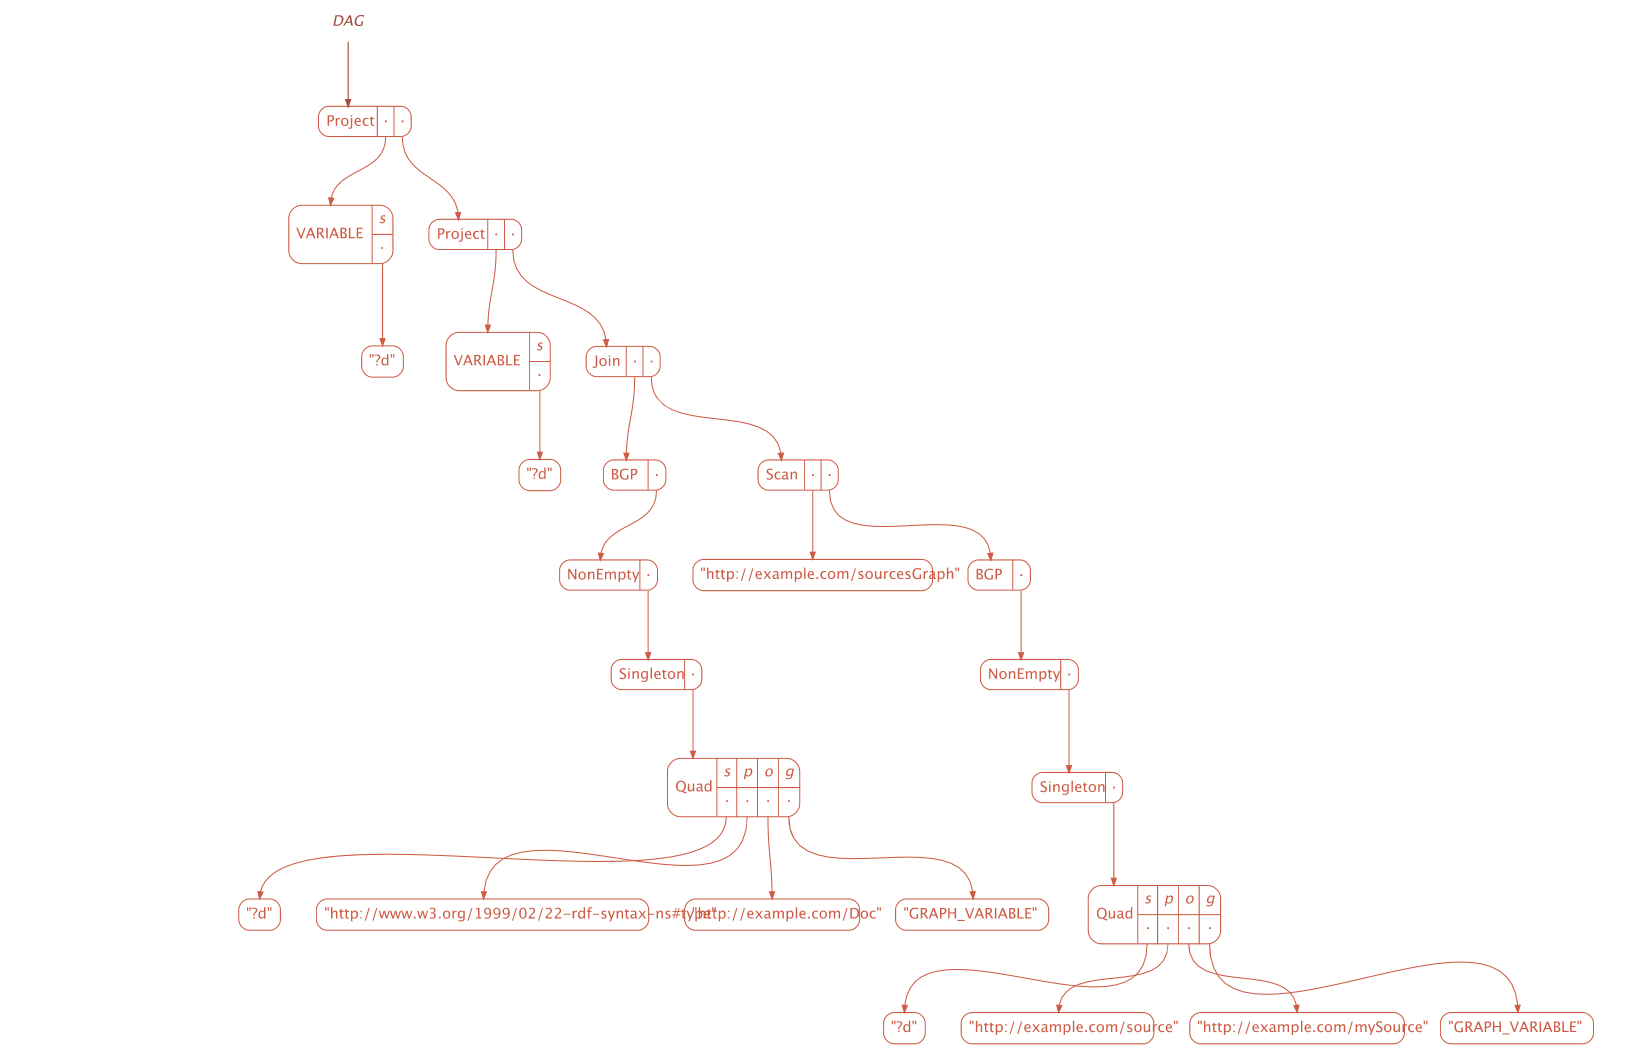 DAG
Project · ·
s
VARIABLE
·
Project · ·
s
VARIABLE
·
"?d"
Join · ·
"?d"
BGP ·
Scan · ·
NonEmpty ·
"http://example.com/sourcesGraph"
BGP ·
Singleton ·
NonEmpty ·
s p o g
Quad
· · · ·
Singleton ·
"?d"
"http://www.w3.org/1999/02/22-rdf-syntax-ns#type"
"http://example.com/Doc"
"GRAPH_VARIABLE"
s p o g
Quad
· · · ·
"?d"
"http://example.com/source"
"http://example.com/mySource"
"GRAPH_VARIABLE"